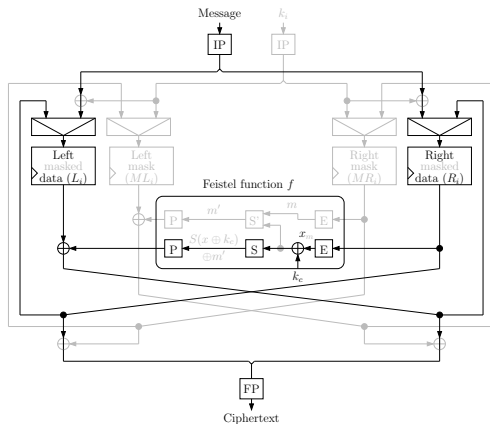 Message
k_i
IP
IP
Left masked data (L_i)
Left mask (ML_i)
Right mask (MR_i)
Right masked data (R_i)
Feistel function f
P
m′
S'
m
E
P
S(x ⊕ k_c) ⊕m′
S
x_m
E
k_c
FP
Ciphertext